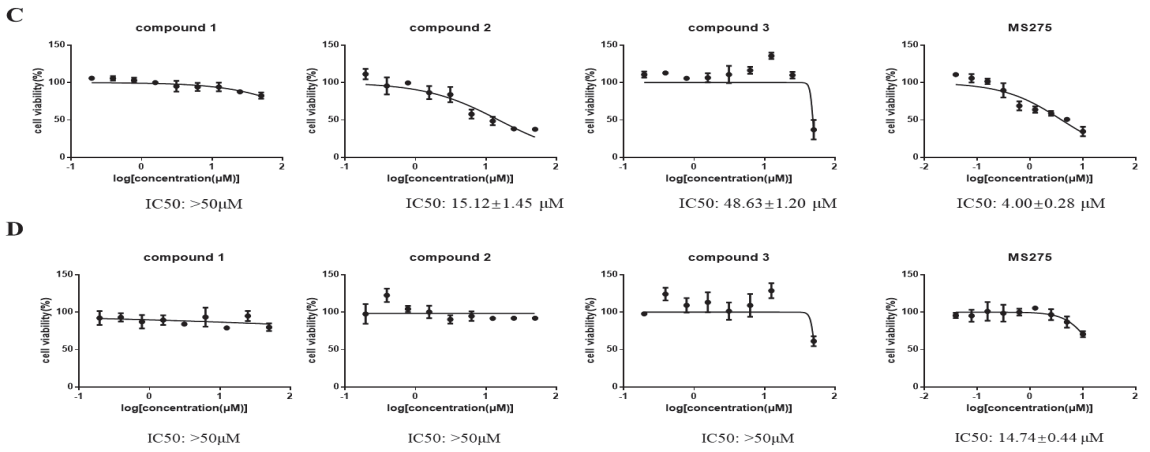 C
compound 1
compound 2
compound 3
MS275
cell viability(%)
150
100
50
0
-1
0
1
2
log[concentration(μM)]
cell viability(%)
150
100
50
0
-1
0
1
2
log[concentration(μM)]
cell viability(%)
150
100
50
0
-1
0
1
2
log[concentration(μM)]
cell viability(%)
150
100
50
0
-2
-1
0
1
2
log[concentration(μM)]
IC50: >50μM
IC50: 15.12±1.45 μM
IC50: 48.63±1.20 μM
IC50: 4.00±0.28 μM
D
compound 1
compound 2
compound 3
MS275
cell viability(%)
150
100
50
0
-1
0
1
2
log[concentration(μM)]
cell viability(%)
150
100
50
0
-1
0
1
2
log[concentration(μM)]
cell viability(%)
150
100
50
0
-1
0
1
2
log[concentration(μM)]
cell viability(%)
150
100
50
0
-2
-1
0
1
2
log[concentration(μM)]
IC50: >50μM
IC50: >50μM
IC50: >50μM
IC50: 14.74±0.44 μM